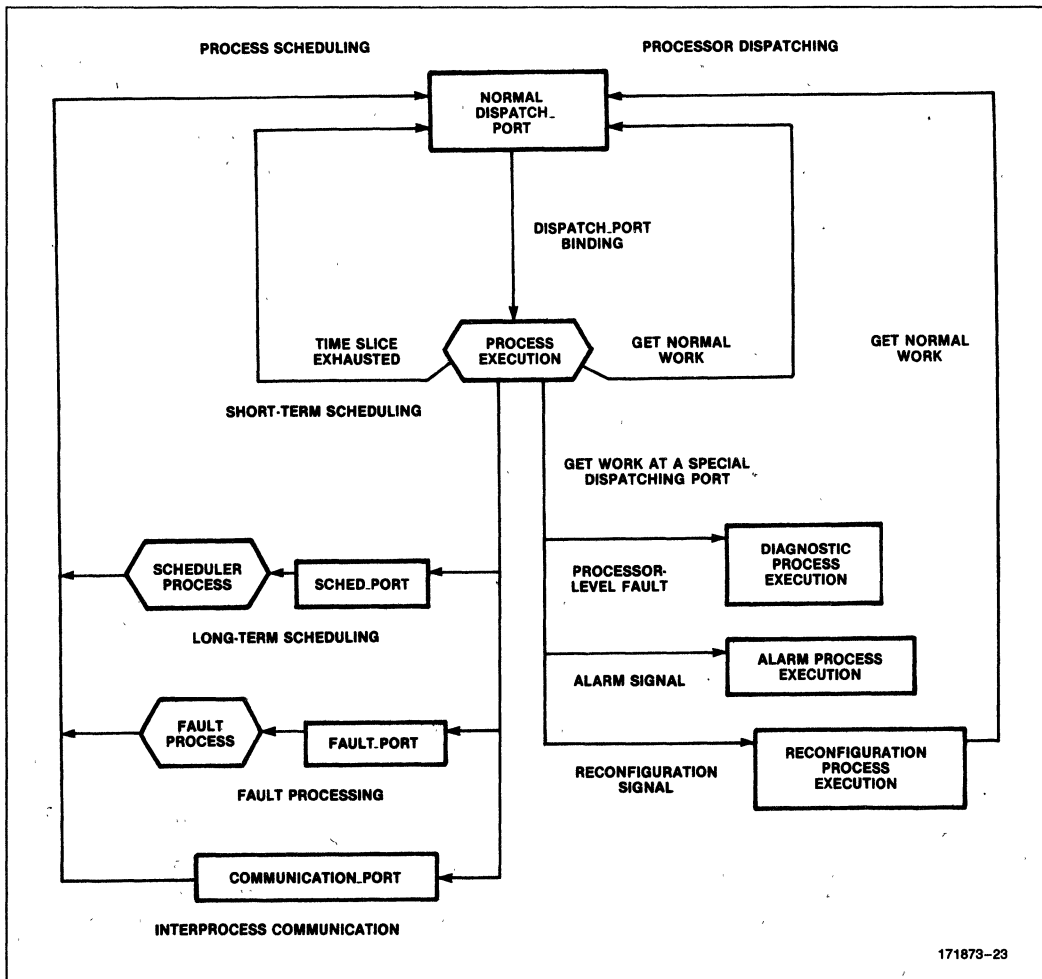 PROCESS SCHEDULING
PROCESSOR DISPATCHING
NORMAL
DISPATCH_
PORT
DISPATCH_PORT
BINDING
TIME SLICE
EXHAUSTED
PROCESS
EXECUTION
GET NORMAL
WORK
GET NORMAL
WORK
SHORT-TERM SCHEDULING
GET WORK AT A SPECIAL
DISPATCHING PORT
SCHEDULER
PROCESS
SCHED_PORT
PROCESSOR-
LEVEL FAULT
DIAGNOSTIC
PROCESS
EXECUTION
LONG-TERM SCHEDULING
ALARM SIGNAL
ALARM PROCESS
EXECUTION
FAULT
PROCESS
FAULT_PORT
FAULT PROCESSING
RECONFIGURATION
SIGNAL
RECONFIGURATION
PROCESS
EXECUTION
COMMUNICATION_PORT
INTERPROCESS COMMUNICATION
171873-23